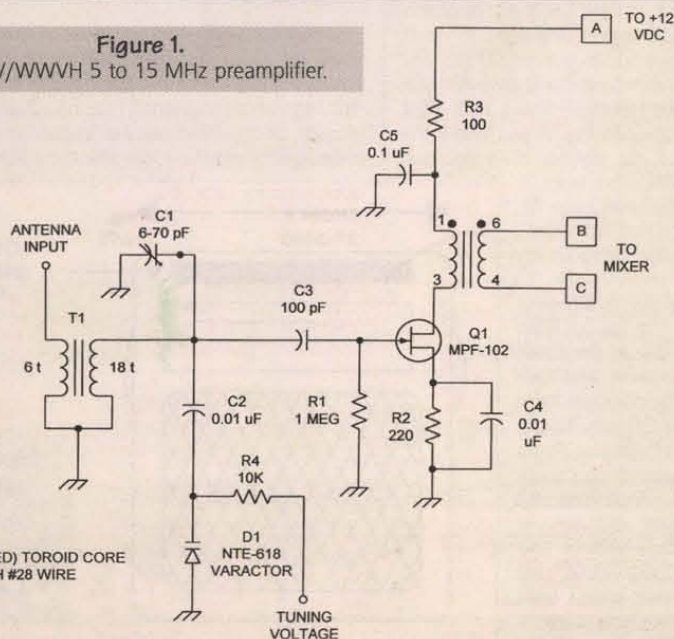 Figure 1.
V/WWVH 5 to 15 MHz preamplifier.
A
TO +12
VDC
R3
100
C5
0.1 uF
1
6
B
TO
MIXER
3
4
C
ANTENNA
INPUT
C1
6-70 pF
T1
6 t
18 t
C3
100 pF
Q1
MPF-102
C2
0.01 uF
R1
1 MEG
R2
220
C4
0.01
uF
R4
10K
D1
NTE-618
VARACTOR
ED) TOROID CORE
H #28 WIRE
TUNING
VOLTAGE